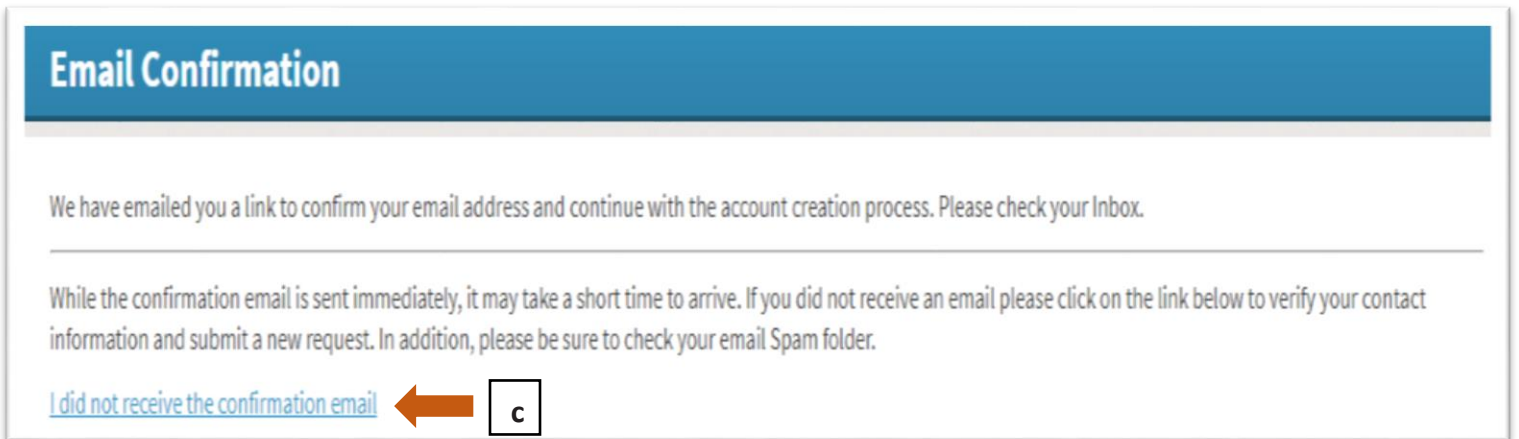 Email Confirmation
We have emailed you a link to confirm your email address and continue with the account creation process. Please check your Inbox.
While the confirmation email is sent immediately, it may take a short time to arrive. If you did not receive an email please click on the link below to verify your contact
information and submit a new request. In addition, please be sure to check your email Spam folder.
I did not receive the confirmation email c